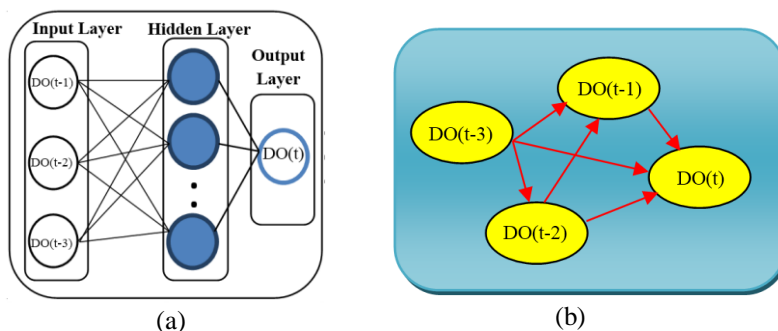 Input Layer
Hidden Layer
Output
Layer
DO(t-1)
DO(t-2)
DO(t-3)
DO(t)
(a)
DO(t-1)
DO(t-3)
DO(t)
DO(t-2)
(b)